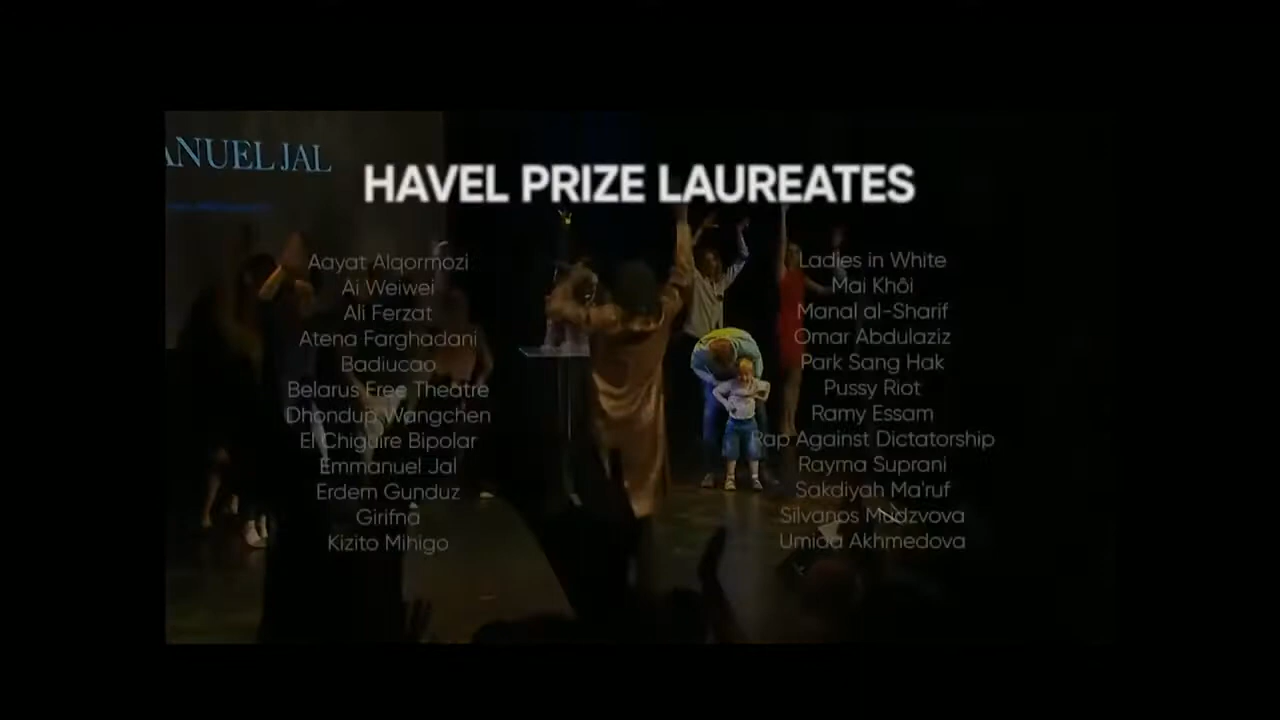 ANUEL JAL
HAVEL PRIZE LAUREATES
Aayat Alqormozi
Ai Weiwei
Ali Ferzat
Atena Farghadani
Badiucao
Belarus Free Theatre
Dhondup Wangchen
El Chiguire Bipolar
Emmanuel Jal
Erdem Gunduz
Girifna
Kizito Mihigo
Ladies in White
Mai Khôi
Manal al-Sharif
Omar Abdulaziz
Park Sang Hak
Pussy Riot
Ramy Essam
Rap Against Dictatorship
Rayma Suprani
Sakdiyah Ma'ruf
Silvanos Mudzvova
Umida Akhmedova